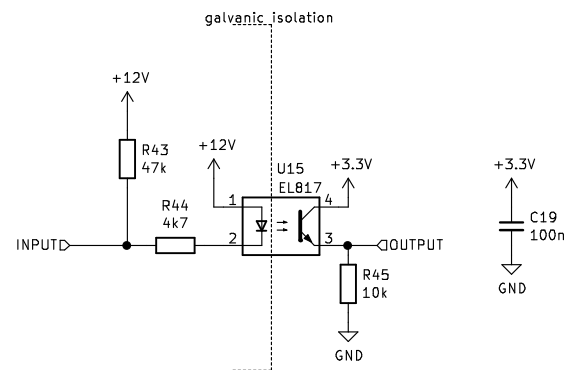 galvanic isolation
+12V
R43
47k
+12V
U15
EL817
+3.3V
+3.3V
R44
4k7
1
4
C19
100n
INPUT
2
3
OUTPUT
R45
10k
GND
GND